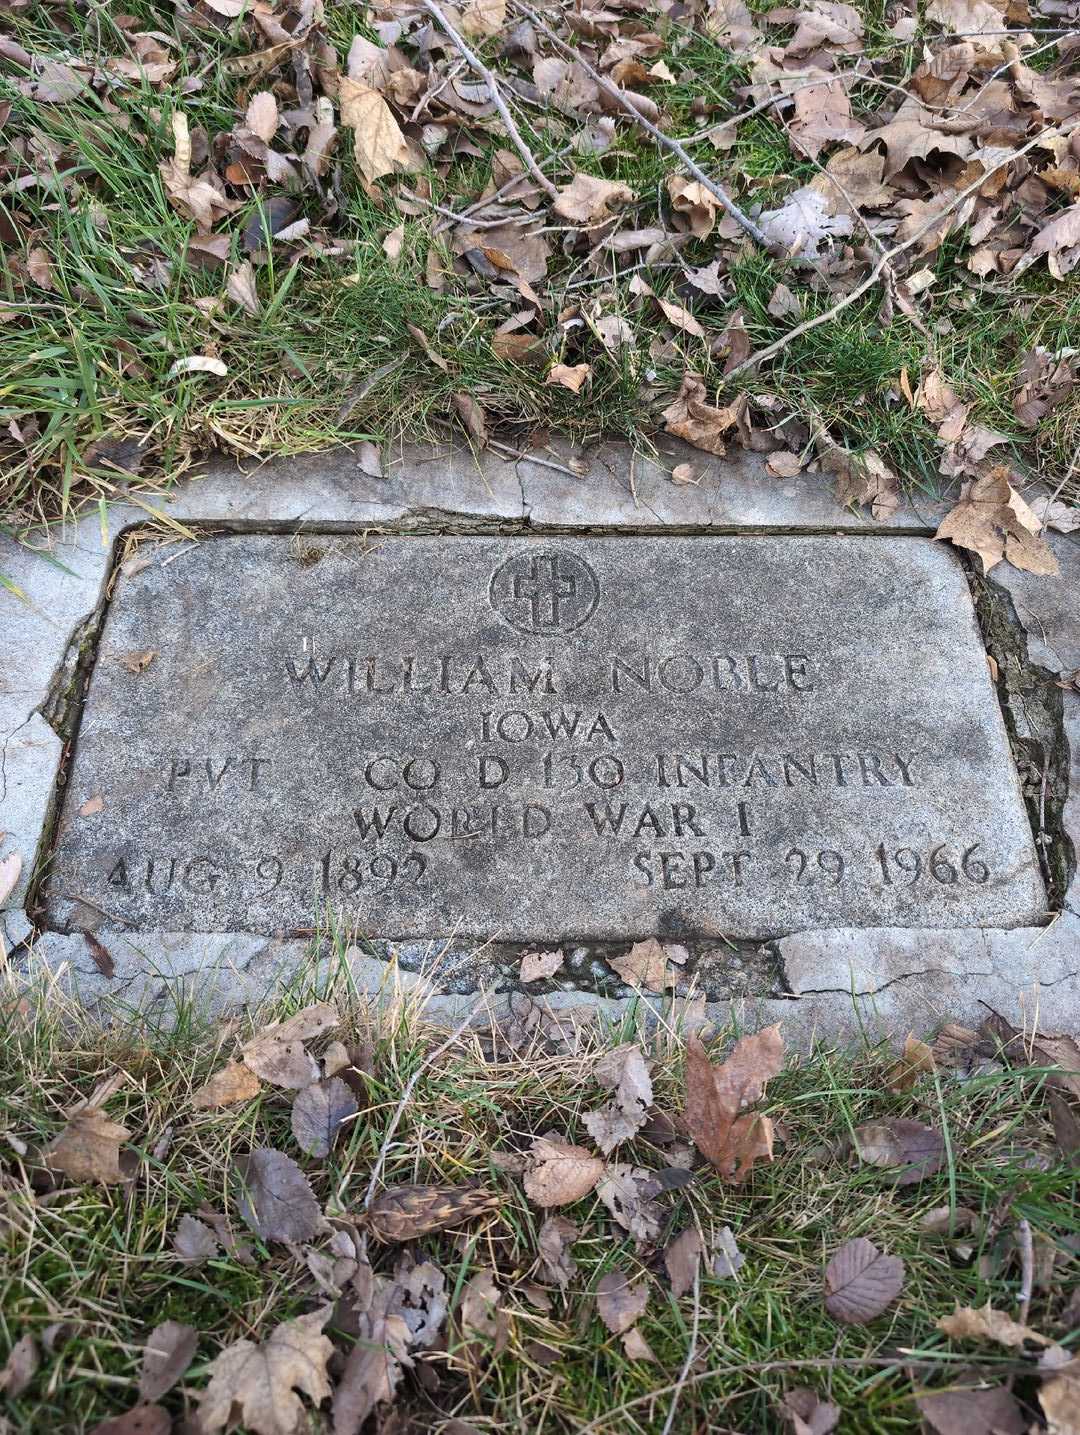 WILLIAM NOBLE
IOWA
PVT CO D 130 INFANTRY
WORLD WAR I
AUG 9 1892 SEPT 29 1966